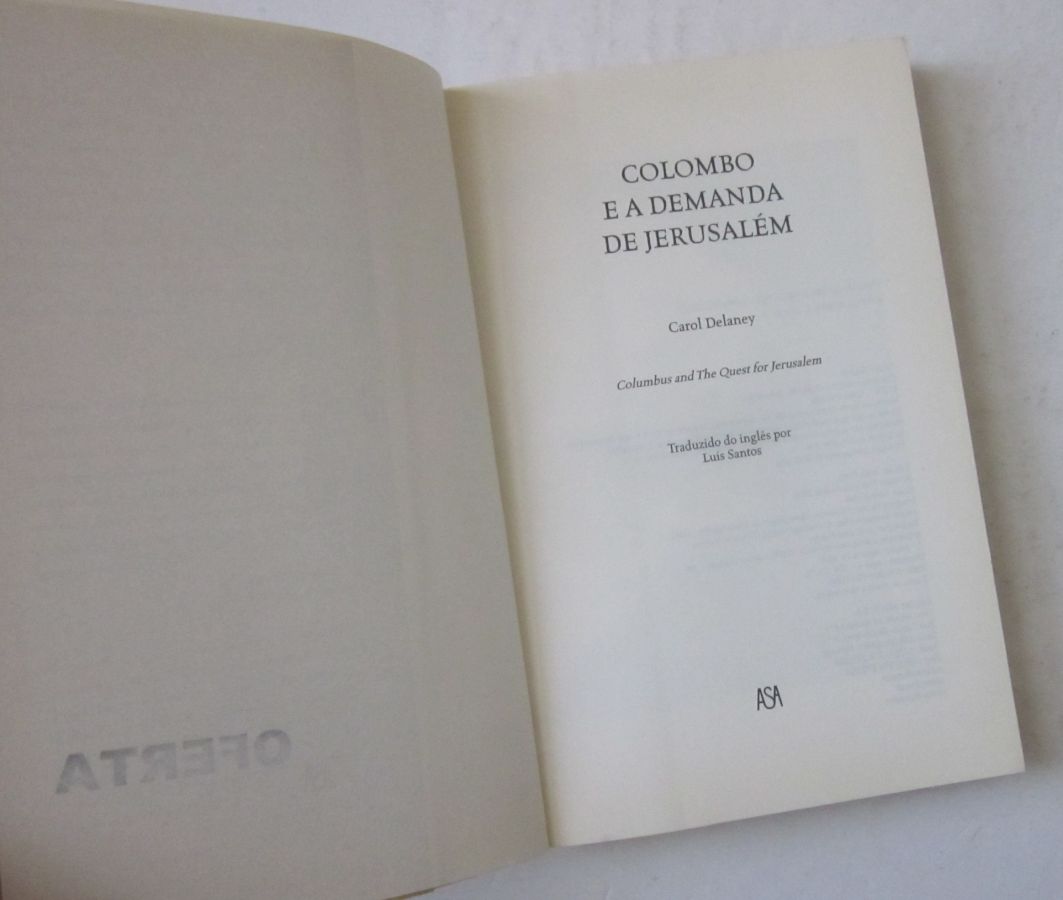 COLOMBO
E A DEMANDA
DE JERUSALÉM
Carol Delaney
Columbus and The Quest for Jerusalem
Traduzido do inglês por
Luís Santos
ASA
OFERTA